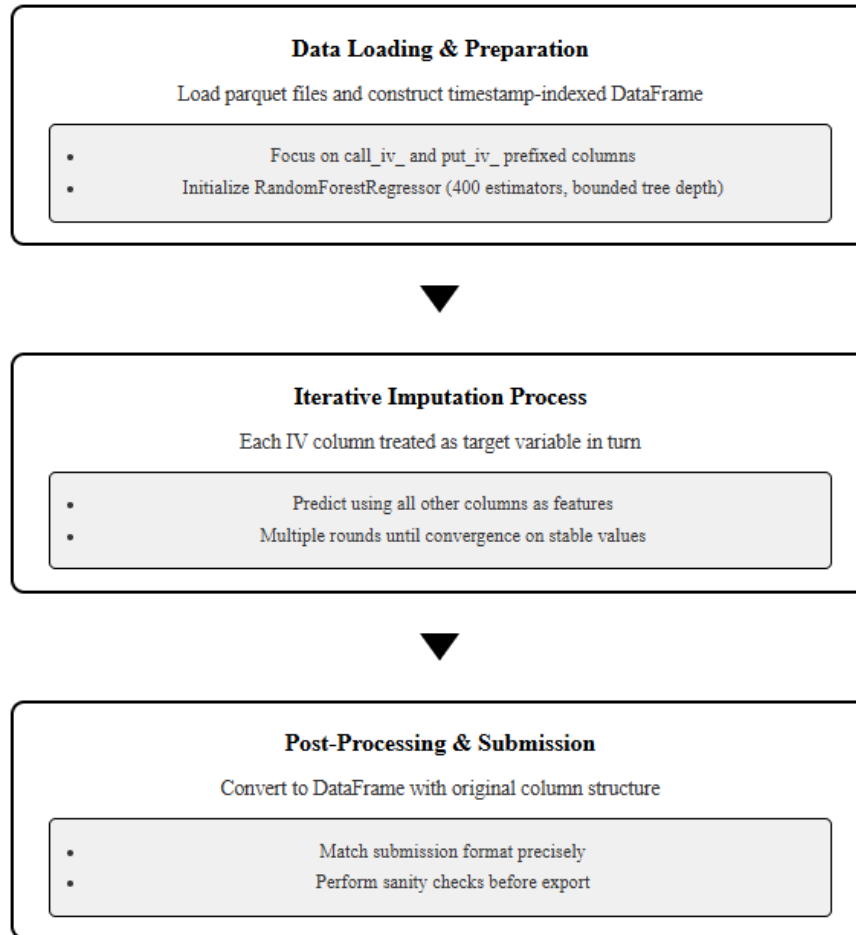 Data Loading & Preparation
Load parquet files and construct timestamp-indexed DataFrame
• Focus on call_iv_ and put_iv_ prefixed columns
• Initialize RandomForestRegressor (400 estimators, bounded tree depth)
Iterative Imputation Process
Each IV column treated as target variable in turn
• Predict using all other columns as features
• Multiple rounds until convergence on stable values
Post-Processing & Submission
Convert to DataFrame with original column structure
• Match submission format precisely
• Perform sanity checks before export